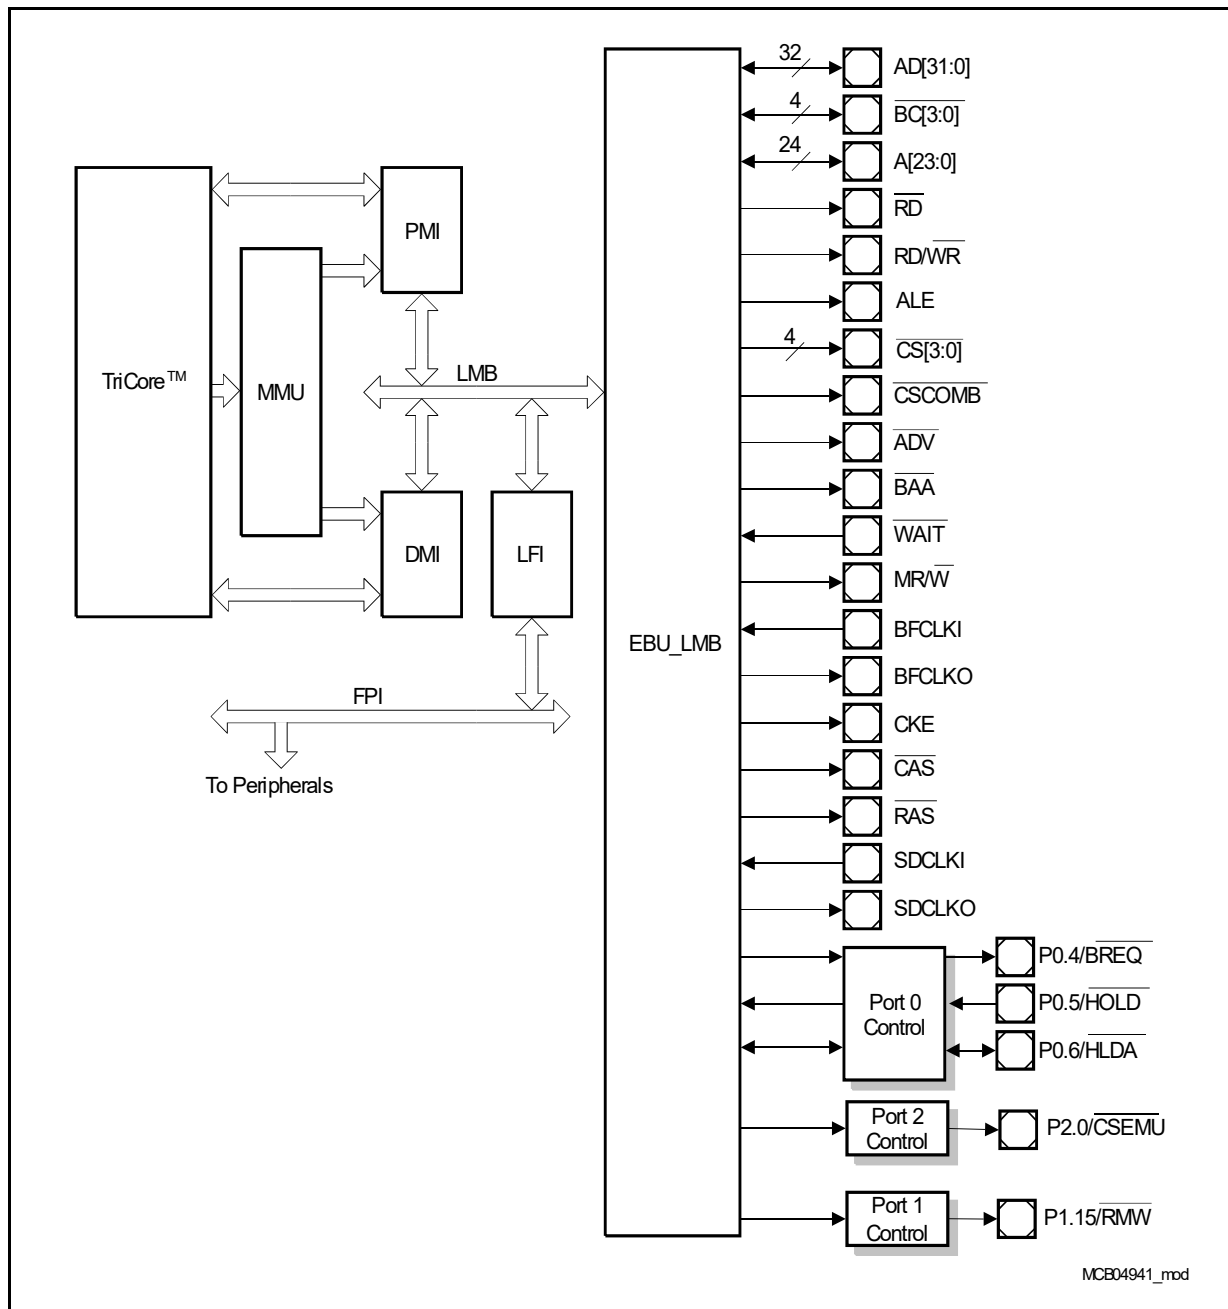 32
AD[31:0]
4
BC[3:0]
24
A[23:0]
RD
RD/WR
ALE
4
CS[3:0]
CSCOMB
ADV
BAA
WAIT
MR/W
BFCLKI
BFCLKO
CKE
CAS
RAS
SDCLKI
SDCLKO
TriCore™
MMU
PMI
LMB
DMI
LFI
EBU_LMB
FPI
To Peripherals
Port 0
Control
P0.4/BREQ
P0.5/HOLD
P0.6/HLDA
Port 2
Control
P2.0/CSEMU
Port 1
Control
P1.15/RMW
MCB04941_mod